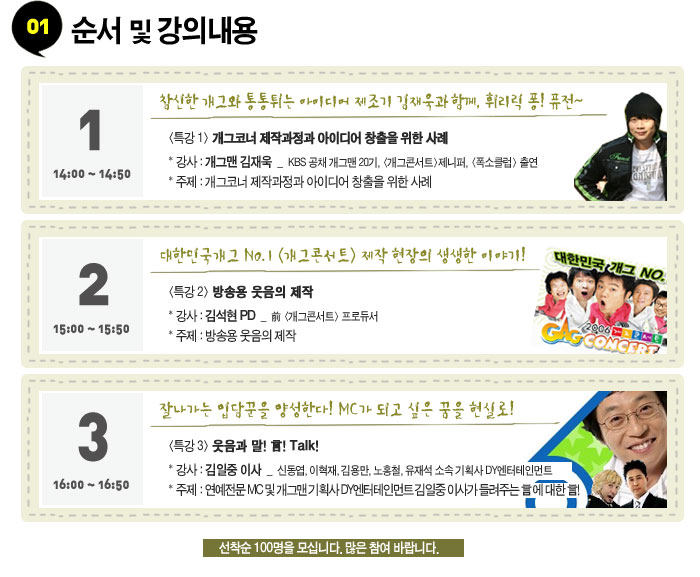 01 순서 및 강의내용
1
14:00 ~ 14:50
참신한 개그와 통통튀는 아이디어 제조기 김재욱과 함께, 휘리릭 퐁! 퓨전~
〈특강 1〉 개그코너 제작과정과 아이디어 창출을 위한 사례
* 강사 : 개그맨 김재욱 _ KBS 공채 개그맨 20기, 〈개그콘서트〉제니퍼, 〈폭소클럽〉 출연
* 주제 : 개그코너 제작과정과 아이디어 창출을 위한 사례
2
15:00 ~ 15:50
대한민국개그 No.1 〈개그콘서트〉 제작 현장의 생생한 이야기!
〈특강 2〉 방송용 웃음의 제작
* 강사 : 김석현 PD _ 前 〈개그콘서트〉 프로듀서
* 주제 : 방송용 웃음의 제작
대한민국 개그 NO.
2006
GAG CONCERT
3
16:00 ~ 16:50
잘나가는 입담꾼을 양성한다! MC가 되고 싶은 꿈을 현실로!
〈특강 3〉 웃음과 말! 言! Talk!
* 강사 : 김일중 이사 _ 신동엽, 이혁재, 김용만, 노홍철, 유재석 소속 기획사 DY엔터테인먼트
* 주제 : 연예전문 MC 및 개그맨 기획사 DY엔터테인먼트 김일중 이사가 들려주는 言에 대한 言!
선착순 100명을 모십니다. 많은 참여 바랍니다.